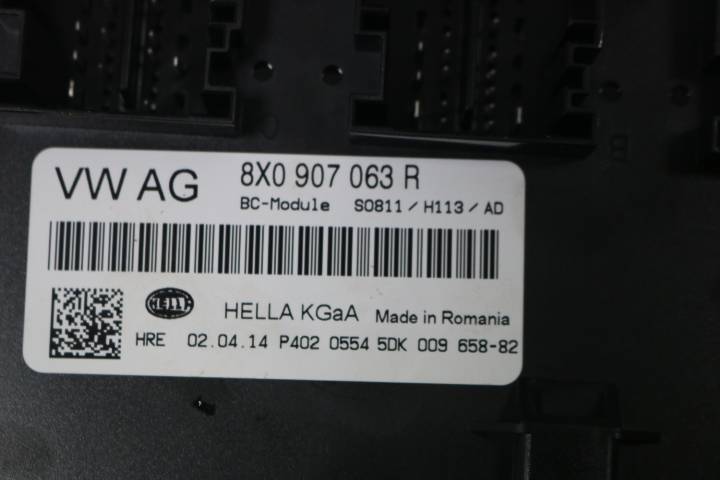 VW AG 8X0 907 063 R
BC-Module S0811 / H113 / AD
HELLA HELLA KGaA Made in Romania
HRE 02.04.14 P402 0554 5DK 009 658-82